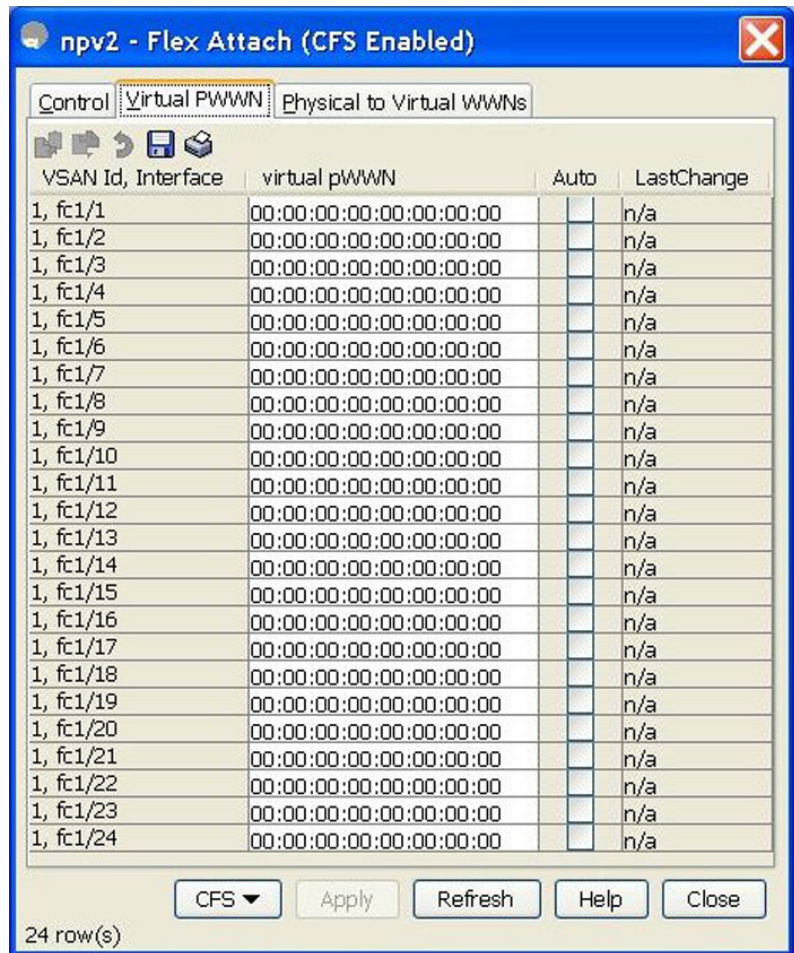 npv2 - Flex Attach (CFS Enabled)
Control Virtual PWWN Physical to Virtual WWNs
VSAN Id, Interface virtual pWWN Auto LastChange
1, fc1/1 00:00:00:00:00:00:00:00 n/a
1, fc1/2 00:00:00:00:00:00:00:00 n/a
1, fc1/3 00:00:00:00:00:00:00:00 n/a
1, fc1/4 00:00:00:00:00:00:00:00 n/a
1, fc1/5 00:00:00:00:00:00:00:00 n/a
1, fc1/6 00:00:00:00:00:00:00:00 n/a
1, fc1/7 00:00:00:00:00:00:00:00 n/a
1, fc1/8 00:00:00:00:00:00:00:00 n/a
1, fc1/9 00:00:00:00:00:00:00:00 n/a
1, fc1/10 00:00:00:00:00:00:00:00 n/a
1, fc1/11 00:00:00:00:00:00:00:00 n/a
1, fc1/12 00:00:00:00:00:00:00:00 n/a
1, fc1/13 00:00:00:00:00:00:00:00 n/a
1, fc1/14 00:00:00:00:00:00:00:00 n/a
1, fc1/15 00:00:00:00:00:00:00:00 n/a
1, fc1/16 00:00:00:00:00:00:00:00 n/a
1, fc1/17 00:00:00:00:00:00:00:00 n/a
1, fc1/18 00:00:00:00:00:00:00:00 n/a
1, fc1/19 00:00:00:00:00:00:00:00 n/a
1, fc1/20 00:00:00:00:00:00:00:00 n/a
1, fc1/21 00:00:00:00:00:00:00:00 n/a
1, fc1/22 00:00:00:00:00:00:00:00 n/a
1, fc1/23 00:00:00:00:00:00:00:00 n/a
1, fc1/24 00:00:00:00:00:00:00:00 n/a
CFS Apply Refresh Help Close
24 row(s)